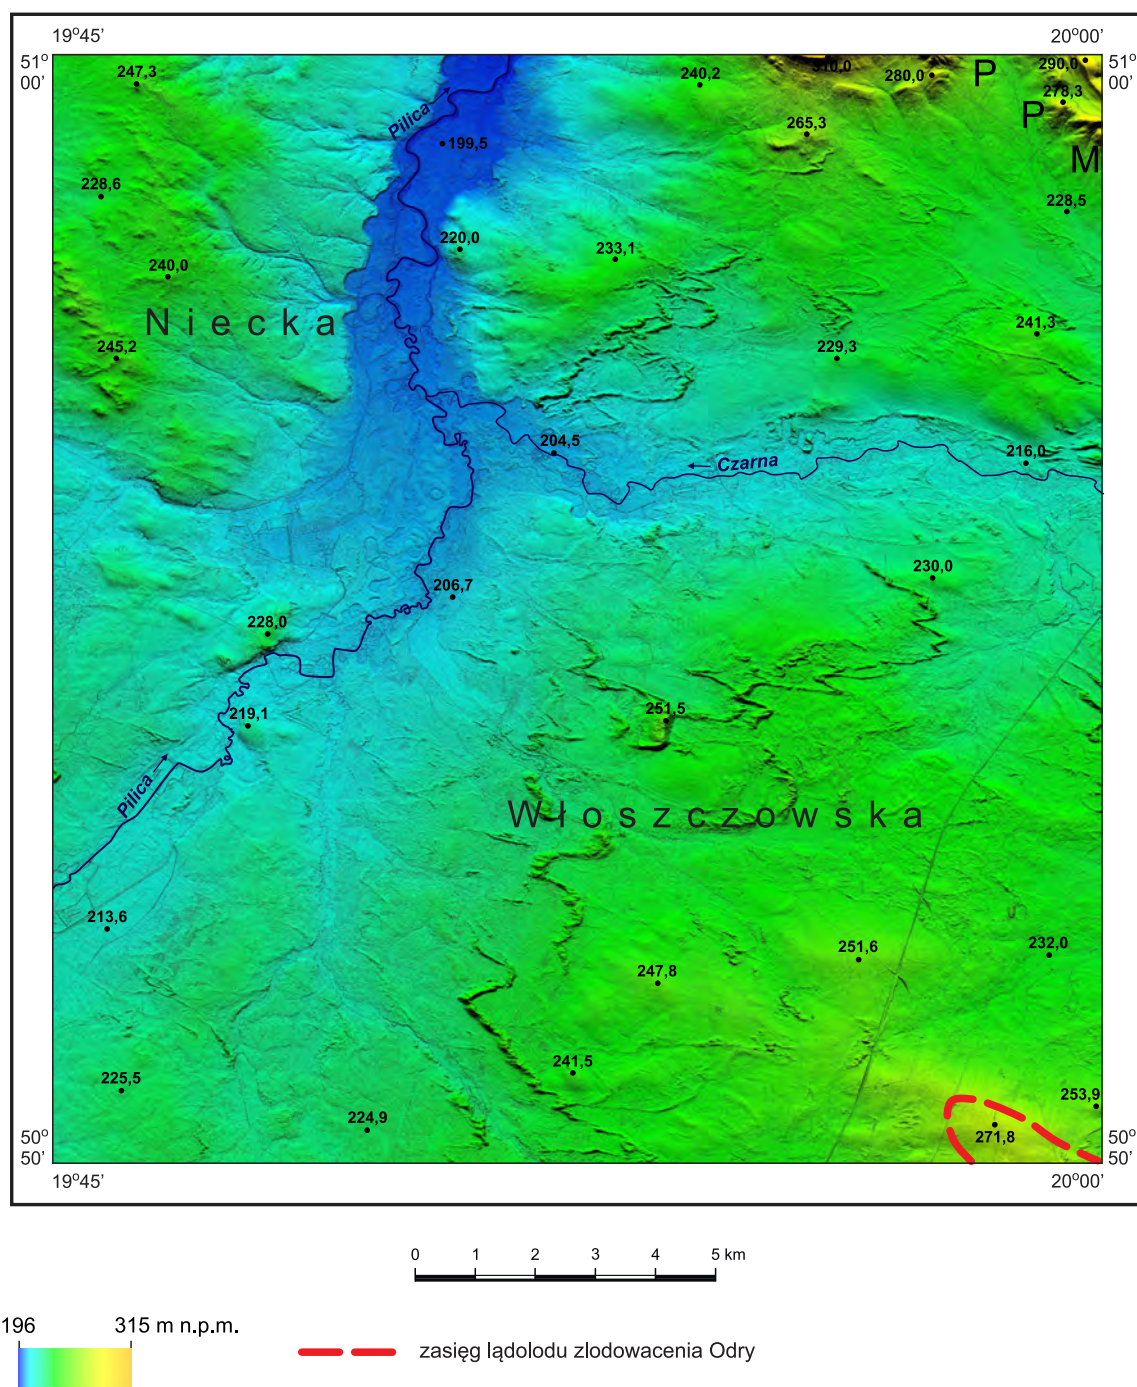 19°45' 20°00'
51° 00' 51° 00'
247,3 240,2 310,0 280,0 290,0
P
278,3
Pilica 265,3 P
199,5
M
228,6 228,5
220,0 233,1
240,0
Niecka 241,3
245,2 229,3
204,5 Czarna 216,0
206,7 230,0
228,0
219,1 251,5
Pilica
Włoszczowska
213,6 251,6 232,0
247,8
225,5 241,5
224,9 253,9
271,8
50° 50' 50° 50'
19°45' 20°00'
0 1 2 3 4 5 km
196 315 m n.p.m.
zasięg lądolodu zlodowacenia Odry